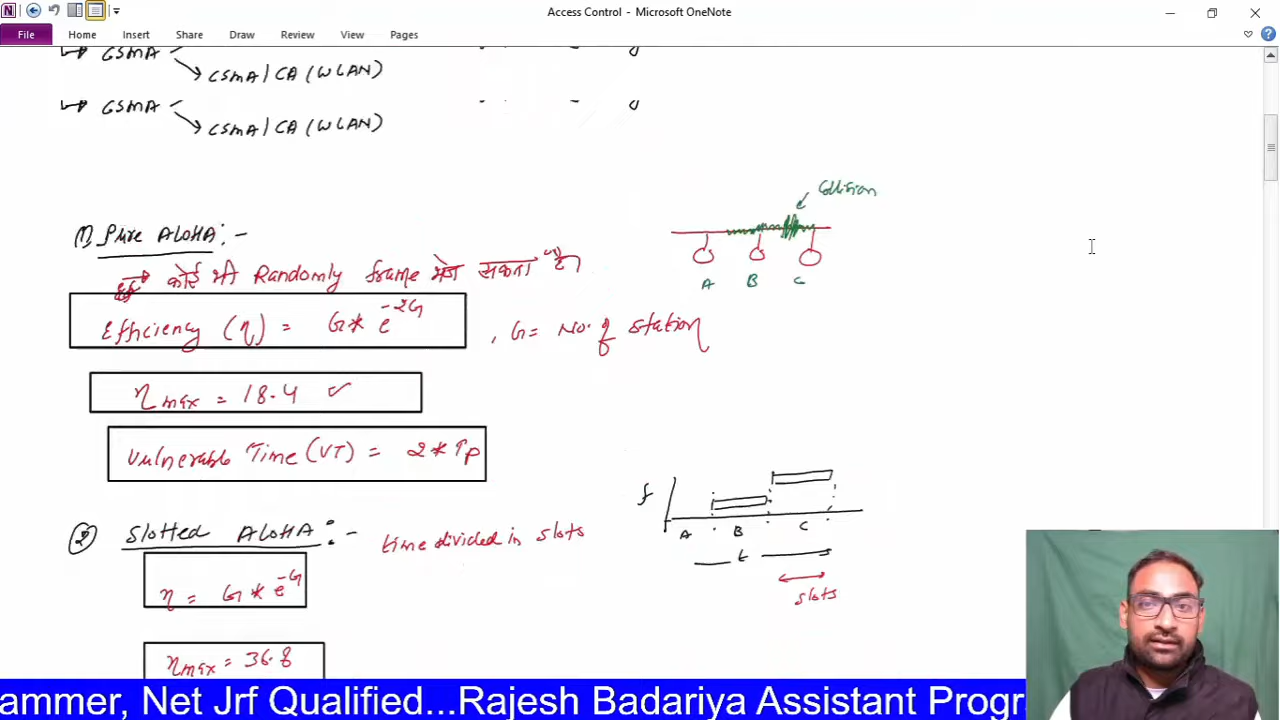 Access Control - Microsoft OneNote
File Home Insert Share Draw Review View Pages
↳ CSMA
→ CSMA/CA (WLAN)
↳ CSMA
→ CSMA/CA (WLAN)
Collision
(1) Pure ALOHA :-
A B C
कोई भी Randomly frame भेज सकता है
Efficiency (η) = G * e^-2G , G = No. of station
ηmax = 18.4 ✓
Vulnerable Time (VT) = 2 * Tp
f
A B C
② Slotted ALOHA :- time divided in slots
t
η = G * e^-G
slots
ηmax = 36.8
ammer, Net Jrf Qualified...Rajesh Badariya Assistant Progr